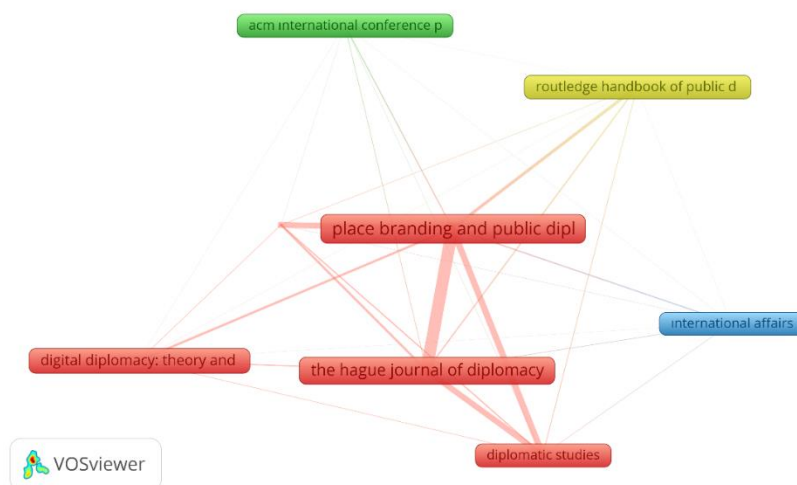 acm international conference p
routledge handbook of public d
place branding and public dipl
international affairs
digital diplomacy: theory and
the hague journal of diplomacy
diplomatic studies
VOSviewer